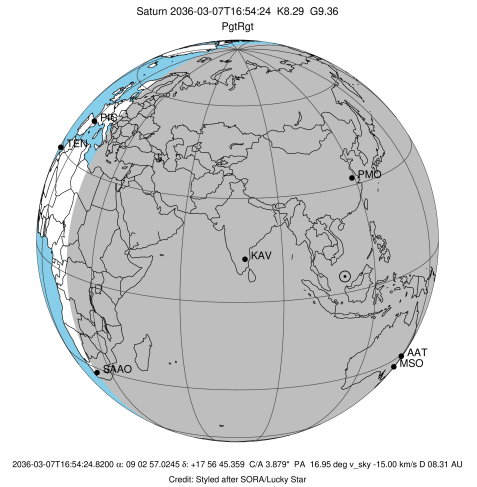 Saturn 2036-03-07T16:54:24 K8.29 G9.36
PgtRgt
PIC
TEN
PMO
KAV
AAT
MSO
SAAO
2036-03-07T16:54:24.8200 α: 09 02 57.0245 δ: +17 56 45.359 C/A 3.879" PA 16.95 deg v_sky -15.00 km/s D 08.31 AU
Credit: Styled after SORA/Lucky Star